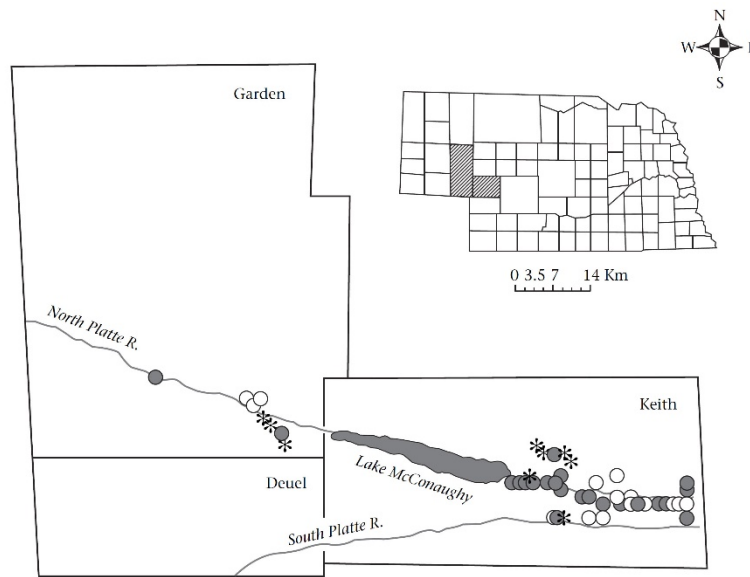 N
W
E
S
Garden
0 3.5 7 14 Km
North Platte R.
Keith
Lake McConaughy
Deuel
South Platte R.